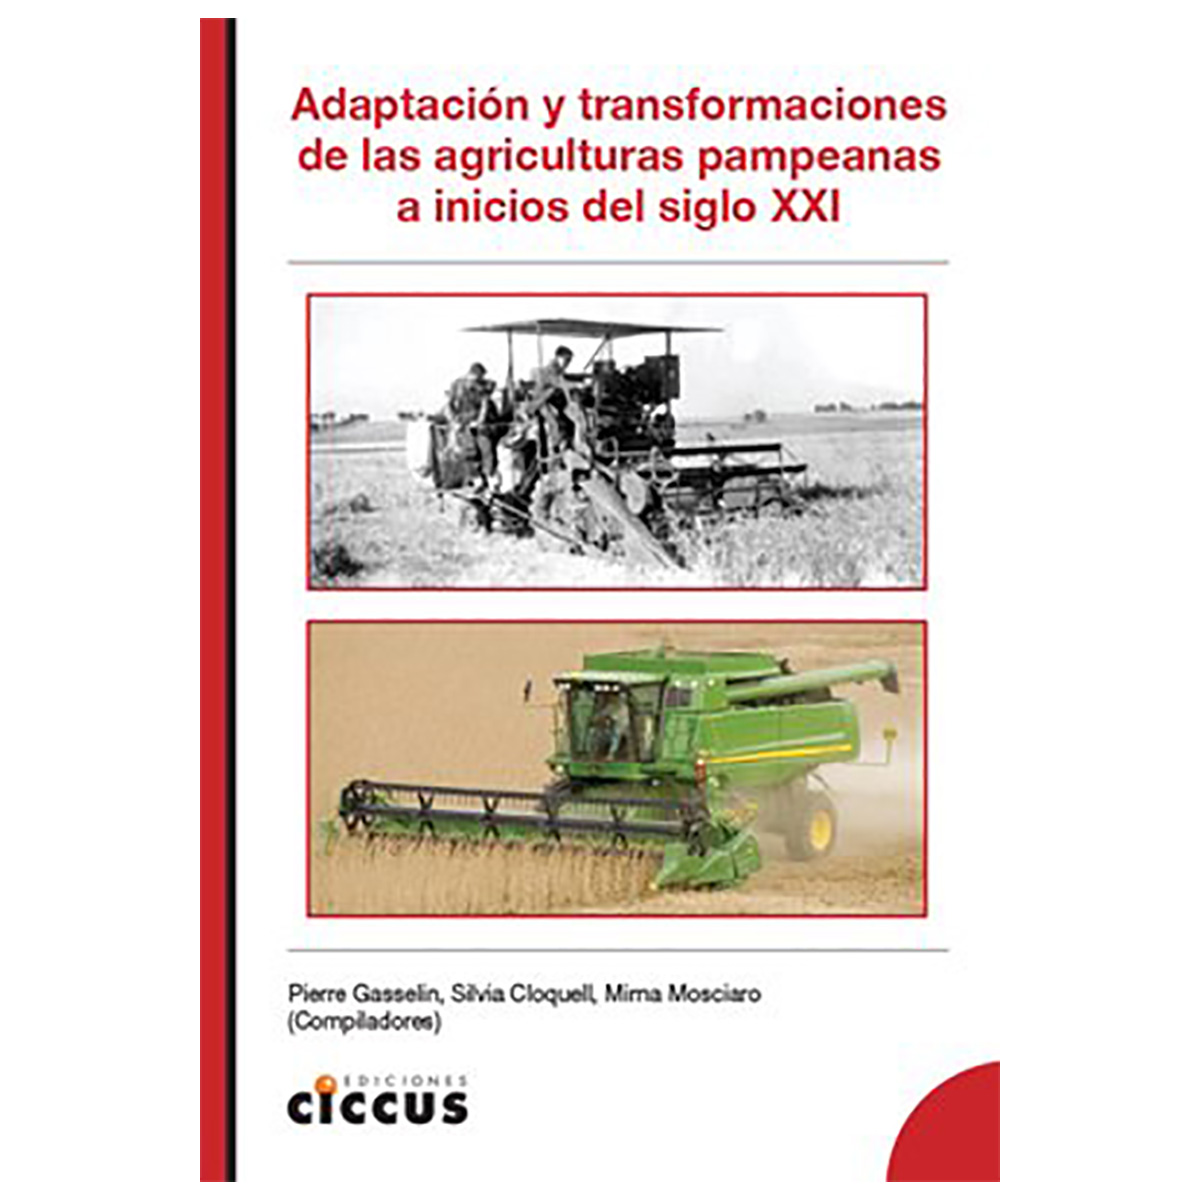 Adaptación y transformaciones
de las agriculturas pampeanas
a inicios del siglo XXI
Pierre Gasselin, Silvia Cloquell, Mirna Mosciaro
(Compiladores)
EDICIONES
CICCUS